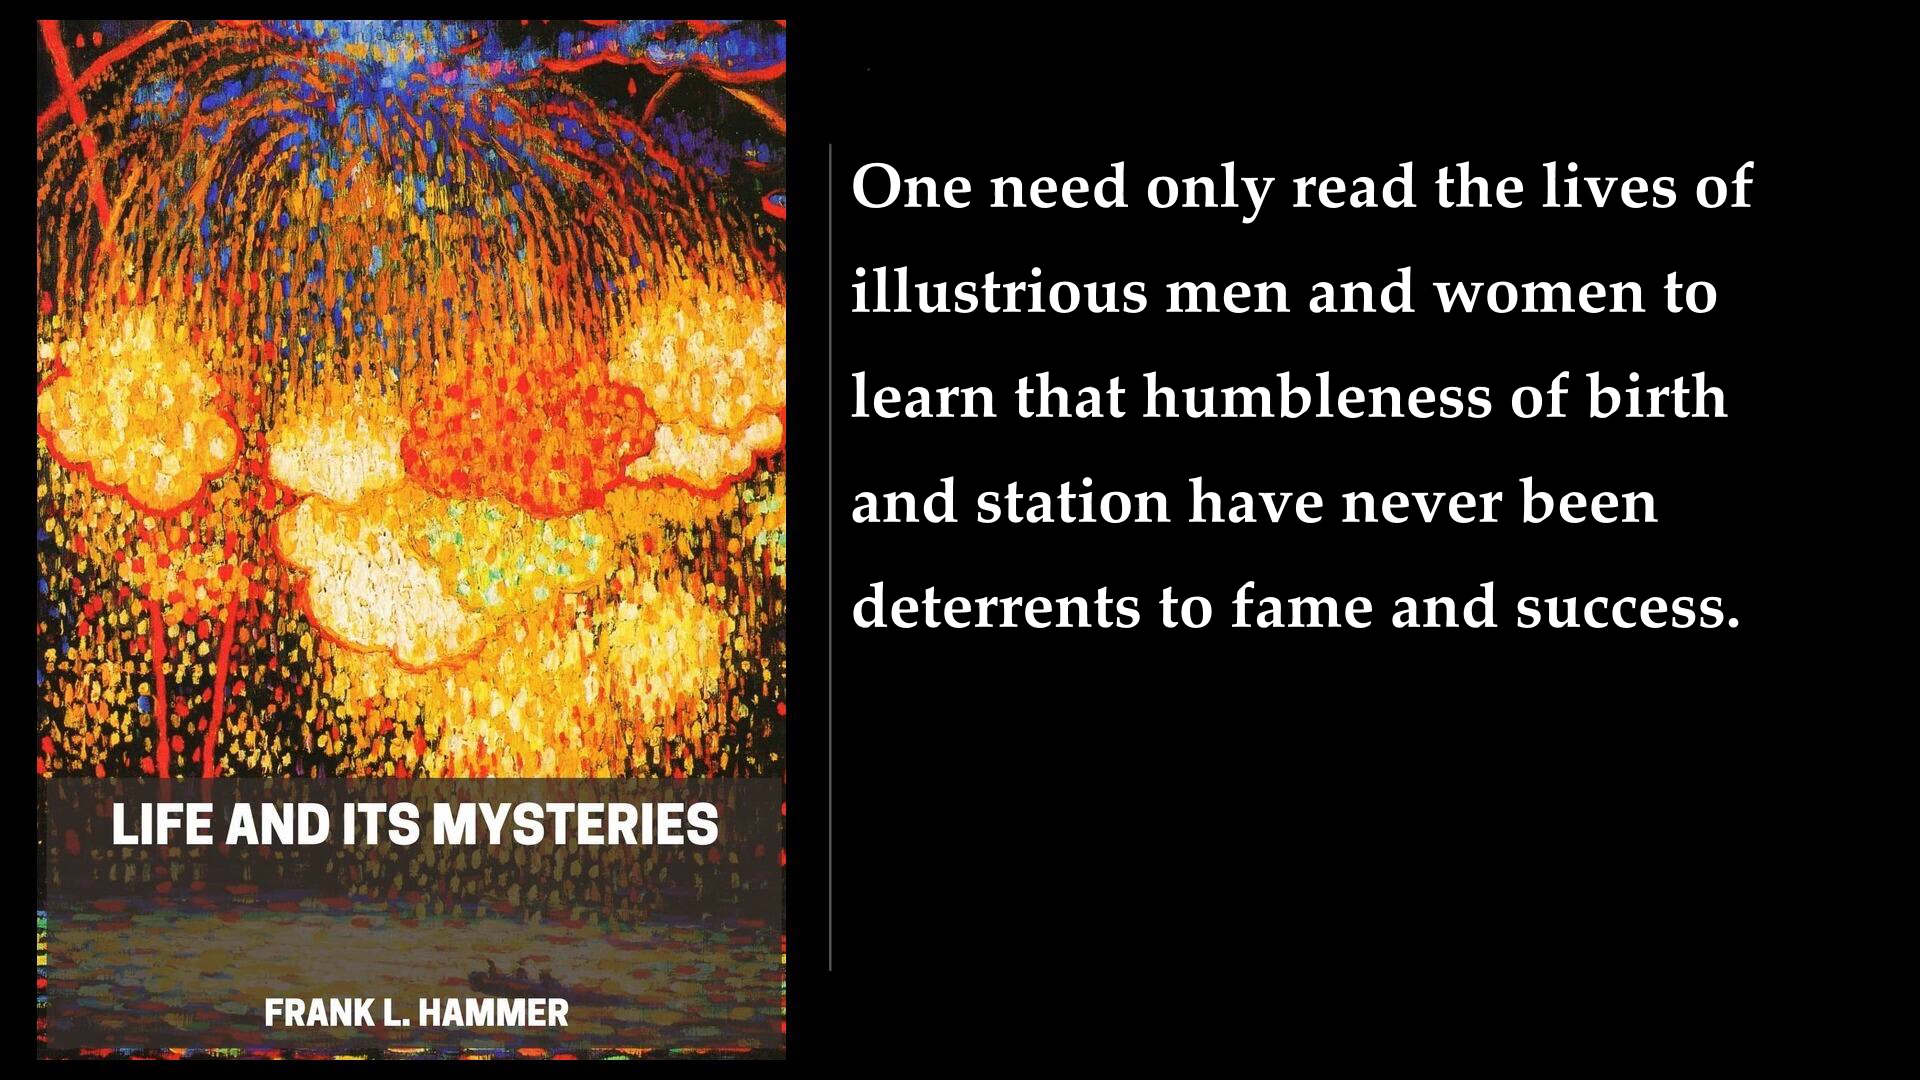 LIFE AND ITS MYSTERIES
FRANK L. HAMMER
One need only read the lives of
illustrious men and women to
learn that humbleness of birth
and station have never been
deterrents to fame and success.